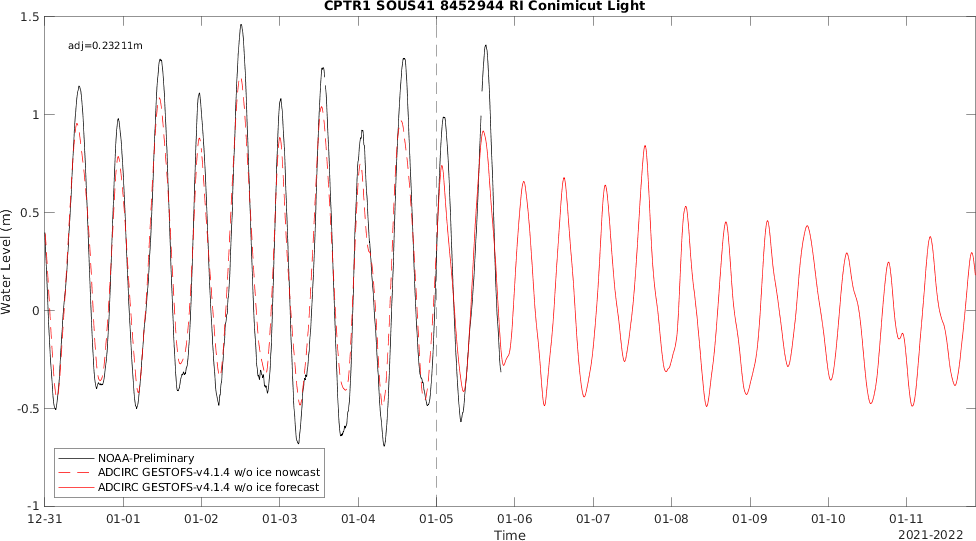 CPTR1 SOUS41 8452944 RI Conimicut Light
adj=0.23211m
1.5
1
0.5
0
-0.5
-1
Water Level (m)
NOAA-Preliminary
ADCIRC GESTOFS-v4.1.4 w/o ice nowcast
ADCIRC GESTOFS-v4.1.4 w/o ice forecast
12-31 01-01 01-02 01-03 01-04 01-05 01-06 01-07 01-08 01-09 01-10 01-11
Time
2021-2022